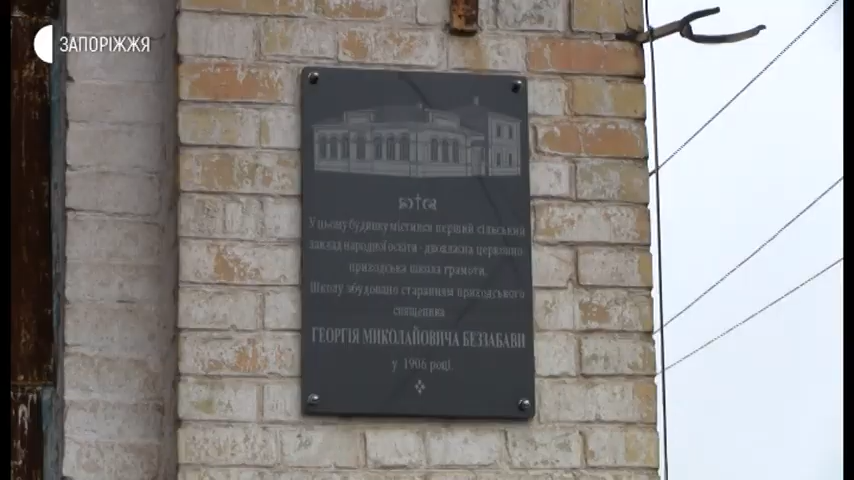 ЗАПОРІЖЖЯ
У цьому будинку містився перший сільський
заклад народної освіти - двокласна церковно
приходська школа грамоти.
Школу збудовано старанням приходського
священика
ГЕОРГІЯ МИКОЛАЙОВИЧА БЕЗЗАБАВИ
у 1906 році.